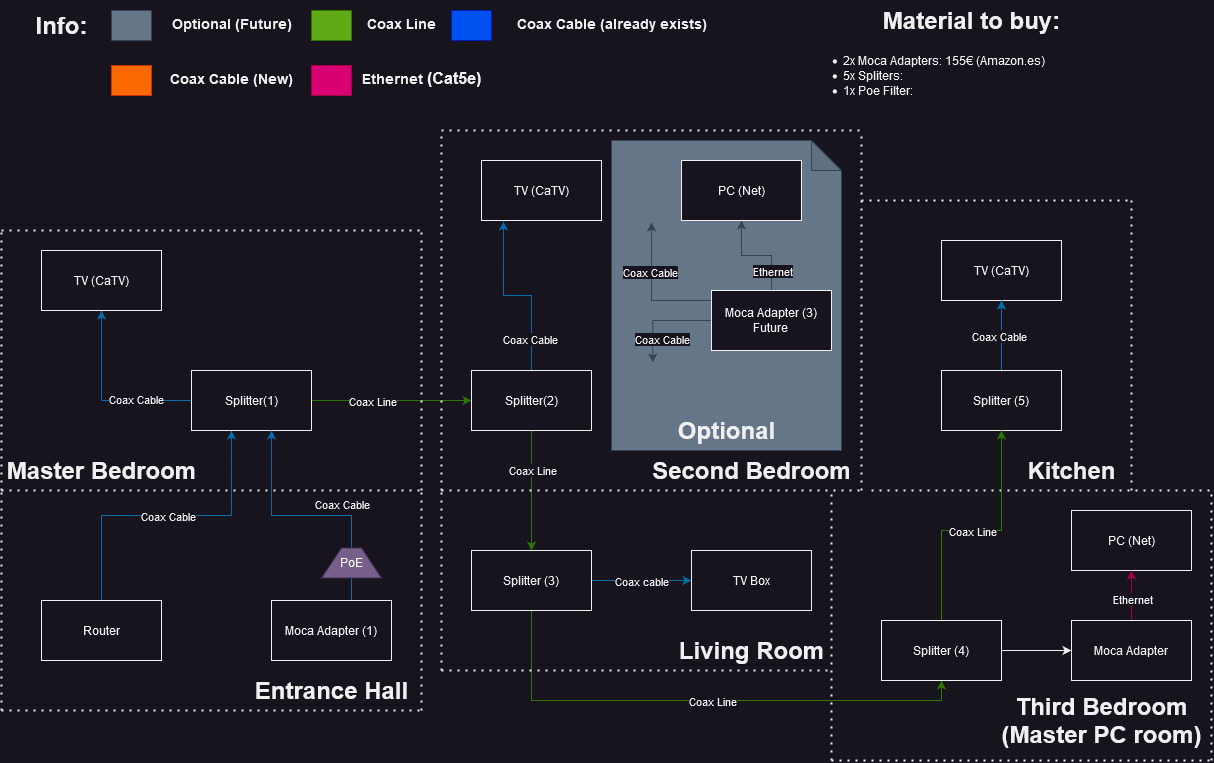 Info:
Optional (Future)
Coax Line
Coax Cable (already exists)
Coax Cable (New)
Ethernet (Cat5e)
Material to buy:
2x Moca Adapters: 155€ (Amazon.es)
5x Spliters:
1x Poe Filter:
TV (CaTV)
Coax Cable
Splitter(1)
Coax Line
Master Bedroom
Coax Cable
Coax Cable
PoE
Router
Moca Adapter (1)
Entrance Hall
TV (CaTV)
Coax Cable
Splitter(2)
Coax Line
PC (Net)
Coax Cable
Ethernet
Moca Adapter (3)
Future
Coax Cable
Optional
Second Bedroom
Splitter (3)
Coax cable
TV Box
Living Room
Coax Line
TV (CaTV)
Coax Cable
Splitter (5)
Kitchen
Coax Line
PC (Net)
Ethernet
Splitter (4)
Moca Adapter
Third Bedroom
(Master PC room)